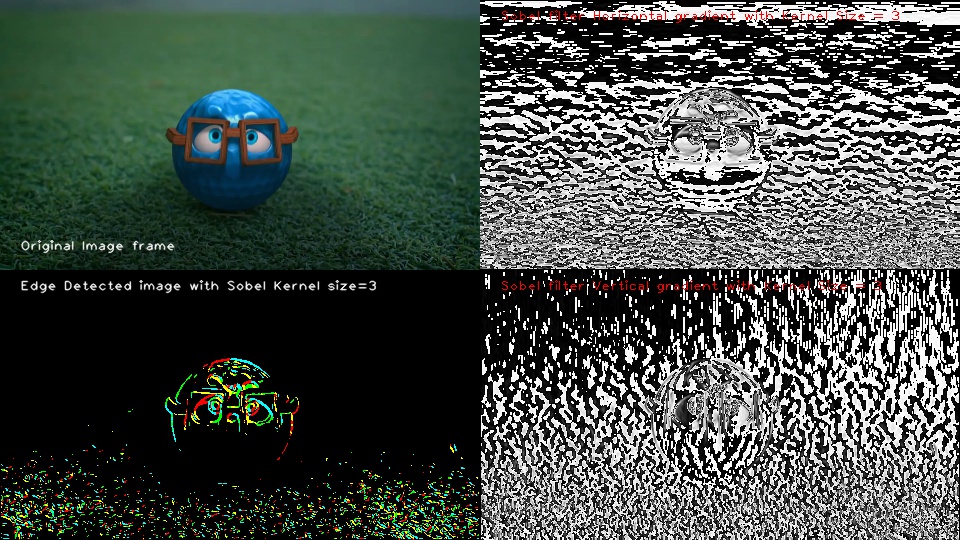 Sobel filter Horizontal gradient with Kernel Size = 3
Original Image frame
Edge Detected image with Sobel Kernel size=3
Sobel filter Vertical gradient with Kernel Size = 3